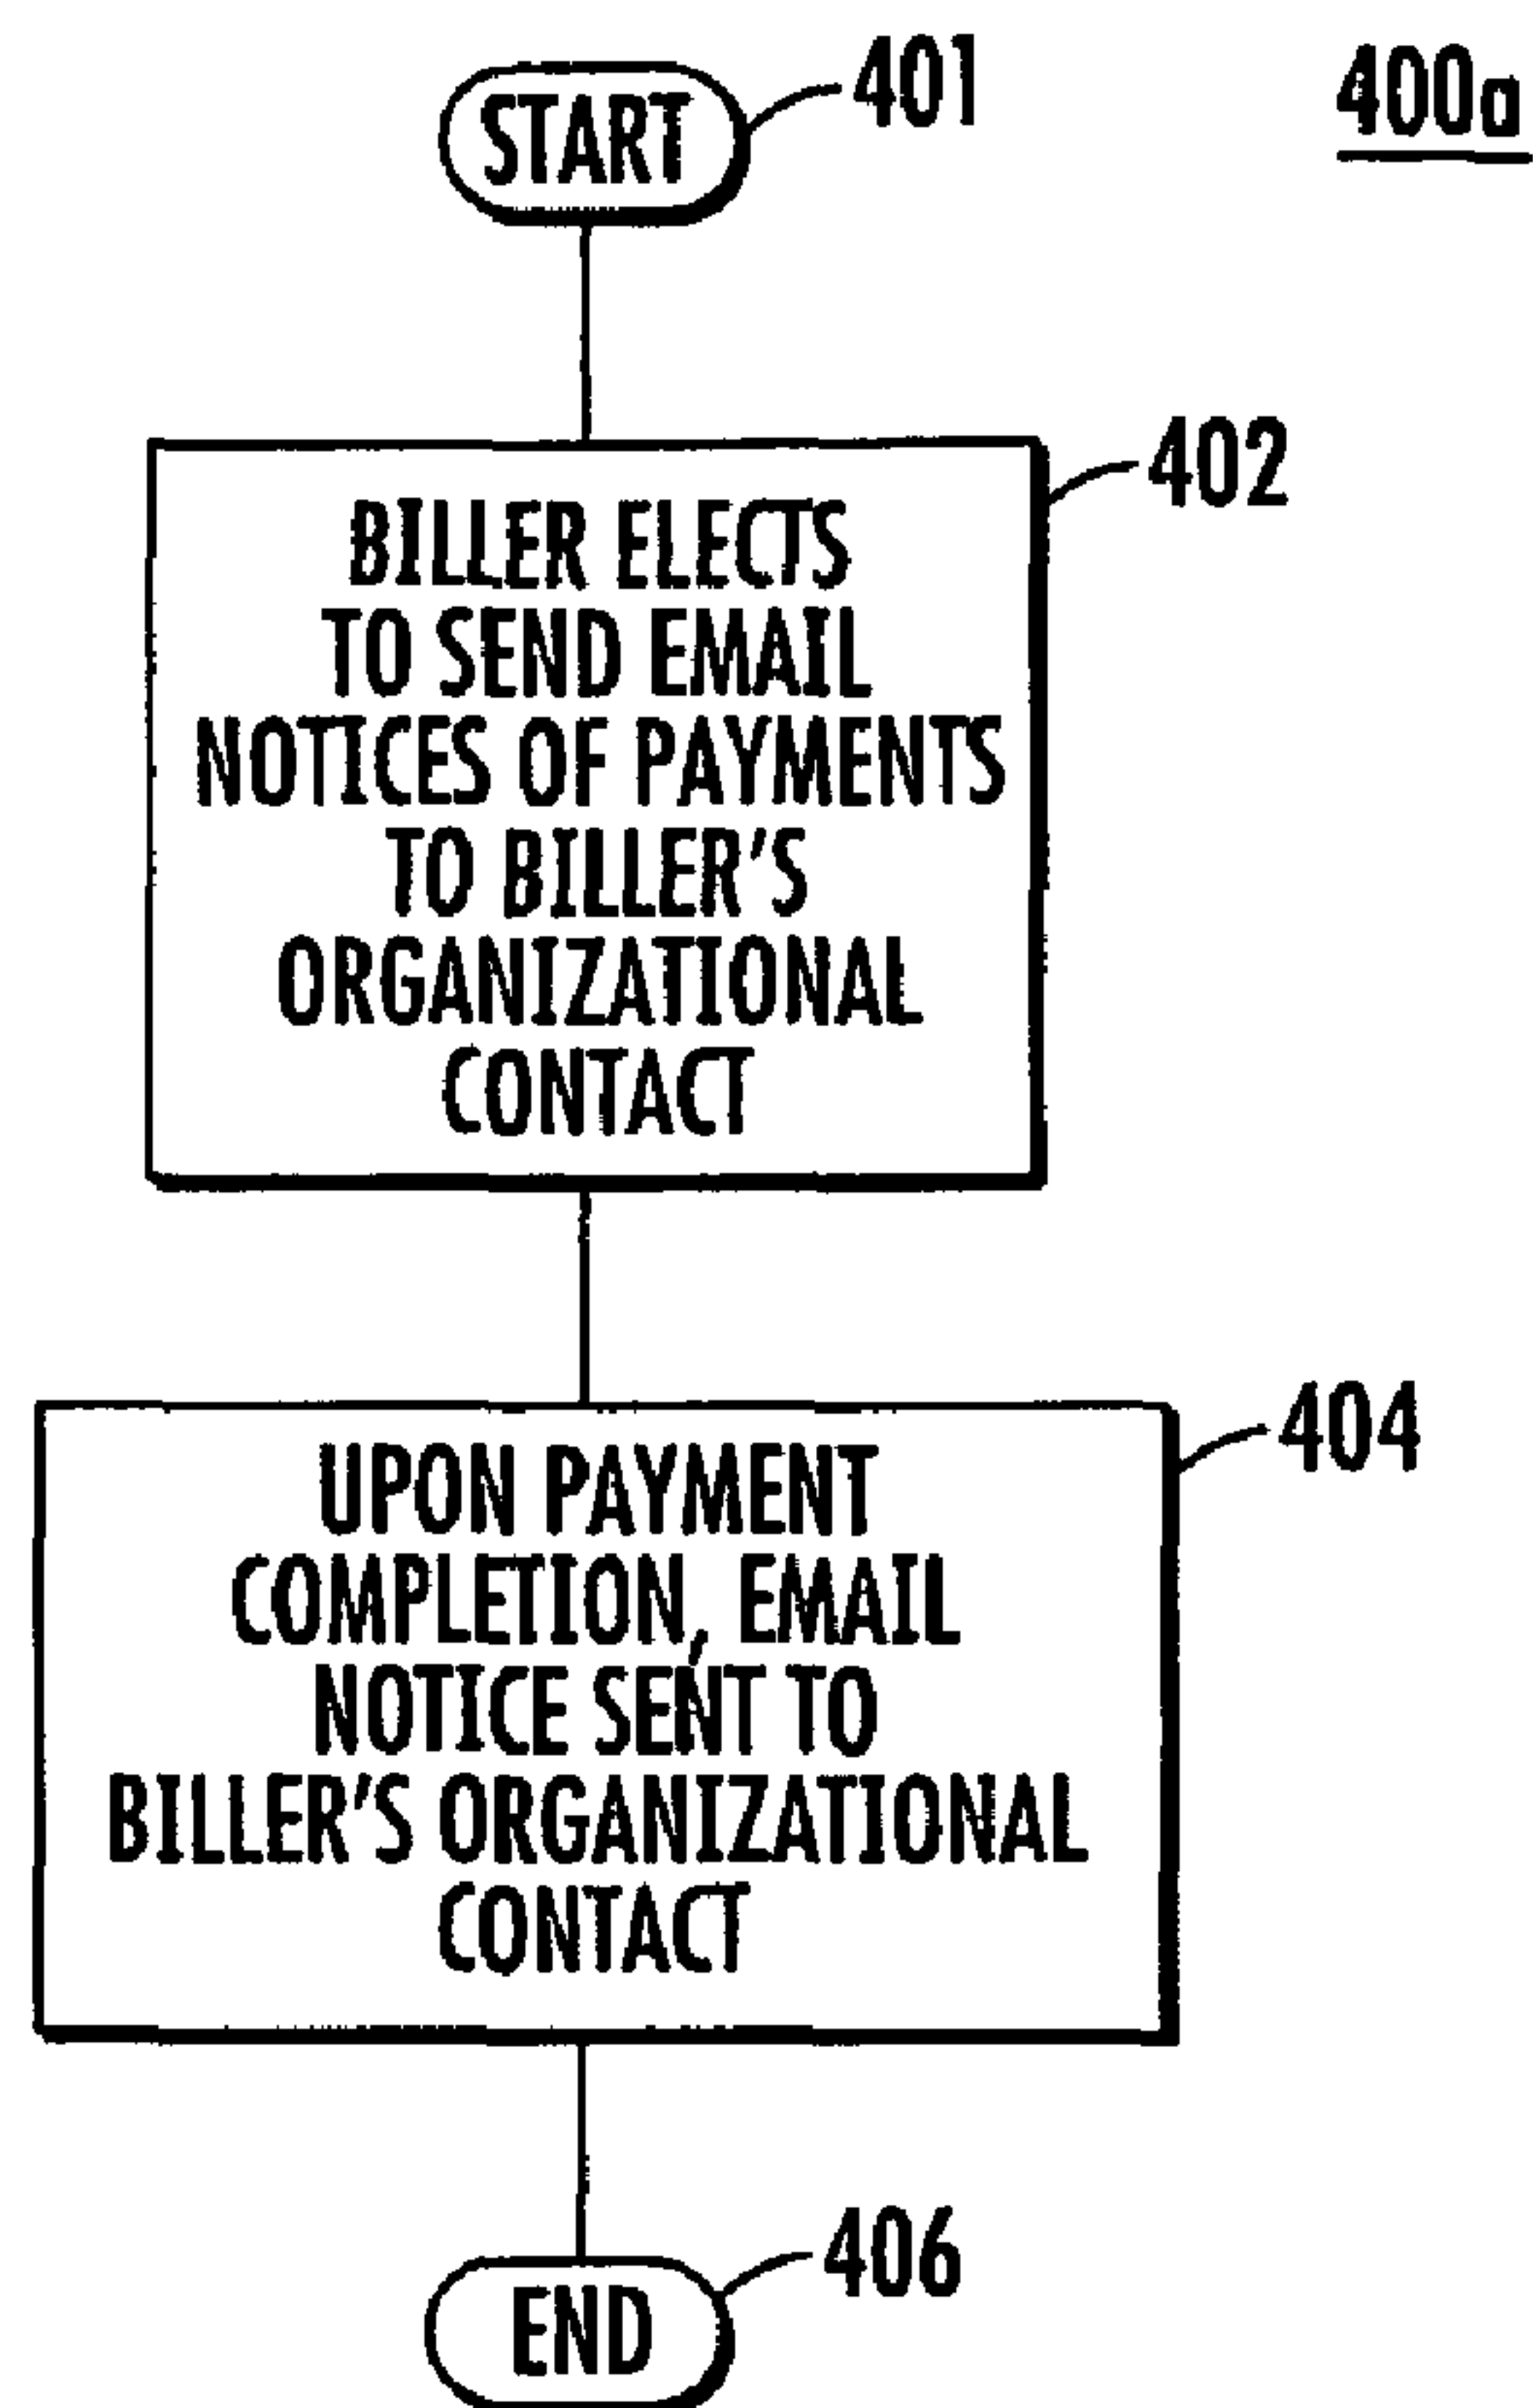 401
400a
START
402
BILLER ELECTS
TO SEND EMAIL
NOTICES OF PAYMENTS
TO BILLER'S
ORGANIZATIONAL
CONTACT
404
UPON PAYMENT
COMPLETION, EMAIL
NOTICE SENT TO
BILLER'S ORGANIZATIONAL
CONTACT
406
END